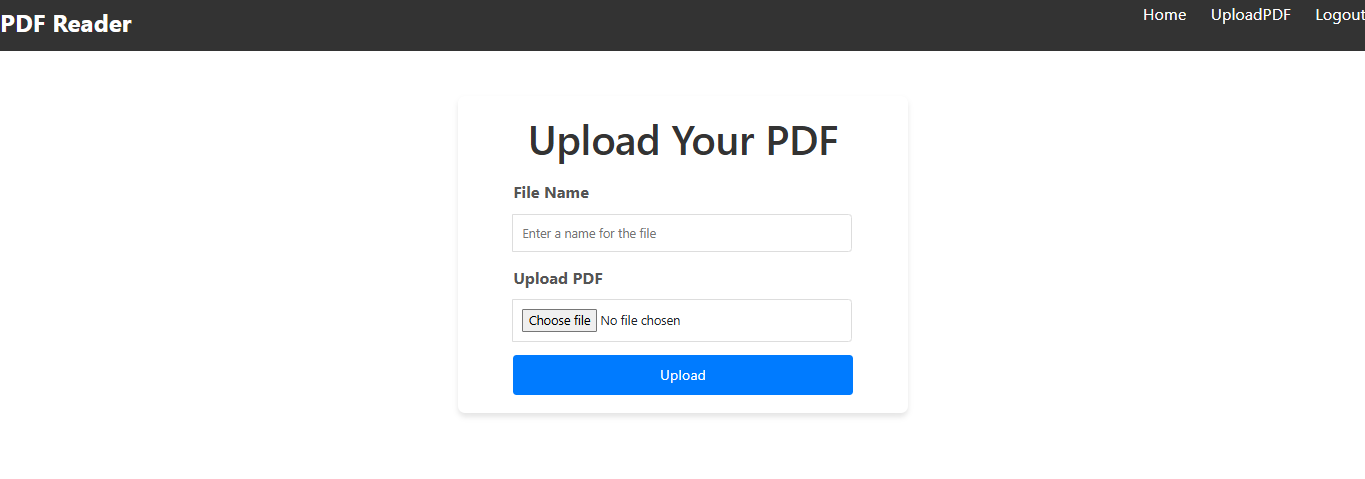 PDF Reader
Home UploadPDF Logout
Upload Your PDF
File Name
Enter a name for the file
Upload PDF
Choose file No file chosen
Upload